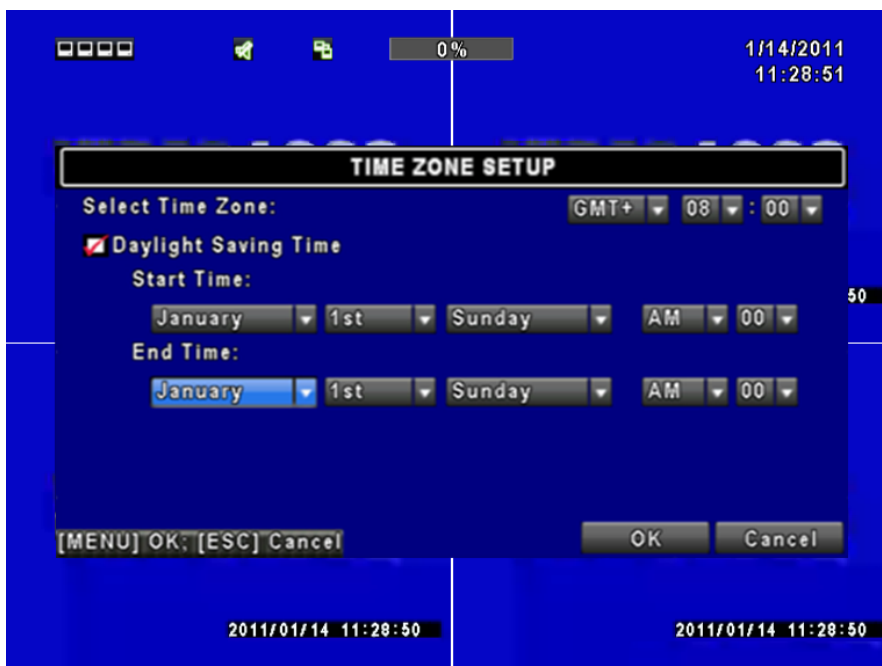 0%
1/14/2011
11:28:51
TIME ZONE SETUP
Select Time Zone: GMT+ 08 : 00
Daylight Saving Time
Start Time:
January 1st Sunday AM 00
50
End Time:
January 1st Sunday AM 00
[MENU] OK; [ESC] Cancel OK Cancel
2011/01/14 11:28:50 2011/01/14 11:28:50